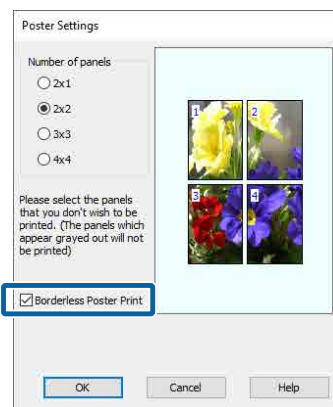 Poster Settings
Number of panels
2x1
2x2
3x3
4x4
Please select the panels
that you don't wish to be
printed. (The panels which
appear grayed out will not
be printed)
Borderless Poster Print
1
2
3
4
OK
Cancel
Help